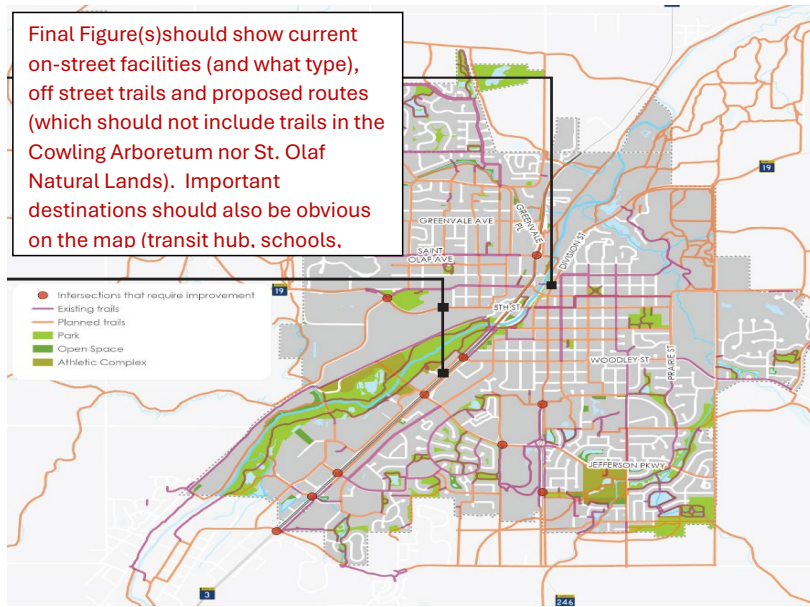 Final Figure(s)should show current
on-street facilities (and what type),
off street trails and proposed routes
(which should not include trails in the
Cowling Arboretum nor St. Olaf
Natural Lands).  Important
destinations should also be obvious
on the map (transit hub, schools,
19
GREENVALE AVE
GREENVALE
PL
SAINT
OLAF AVE
DIVISION ST
19
Intersections that require improvement
Existing trails
Planned trails
Park
Open Space
Athletic Complex
5TH ST
WOODLEY ST
PRAIRIE ST
JEFFERSON PKWY
3
246